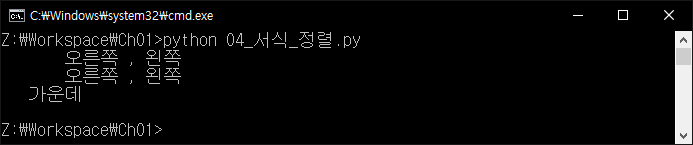 C:₩Windows₩system32₩cmd.exe
Z:₩Workspace₩Ch01>python 04_서식_정렬.py
오른쪽 , 왼쪽
오른쪽 , 왼쪽
가운데
Z:₩Workspace₩Ch01>